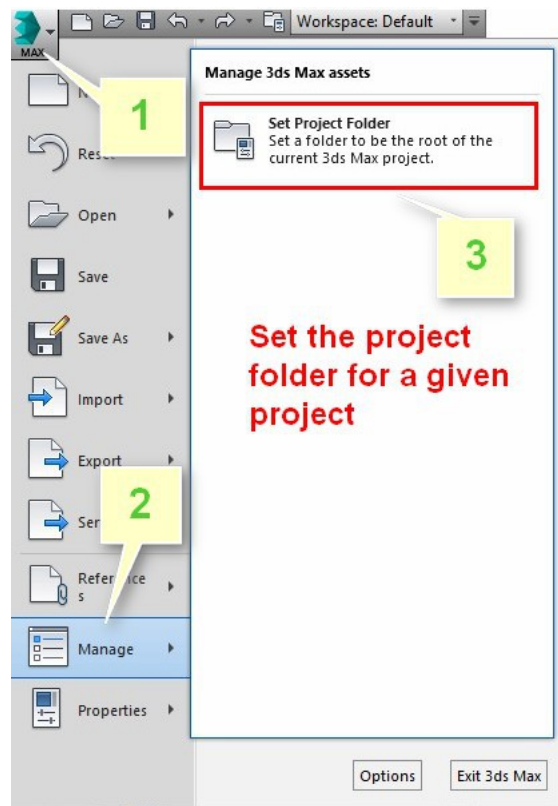 Workspace: Default
MAX
N
1
Reset
Open
Save
Save As
Import
Export
Se
2
Reference
s
Manage
Properties
Manage 3ds Max assets
Set Project Folder
Set a folder to be the root of the
current 3ds Max project.
3
Set the project
folder for a given
project
Options
Exit 3ds Max